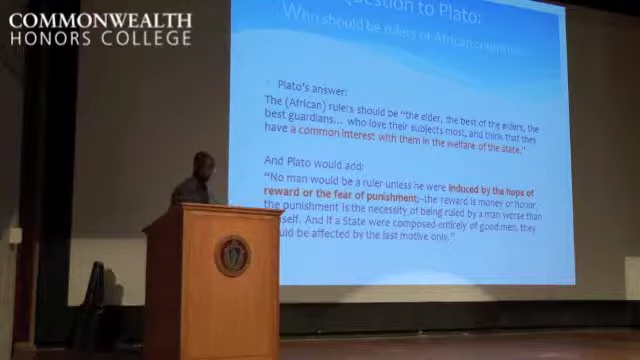 COMMONWEALTH
HONORS COLLEGE
Question to Plato:
Who should be rulers of African
Plato's answer:
The (African) rulers should be "the elder, the best of the elders, the
best guardians... who love their subjects most, and think that they
have a common interest with them in the welfare of the state."
And Plato would add:
"No man would be a ruler unless he were induced by the hope of
reward or the fear of punishment;-the reward is money or honor,
the punishment is the necessity of being ruled by a man worse than
And if a State were composed entirely of good men, they
be affected by the last motive only."